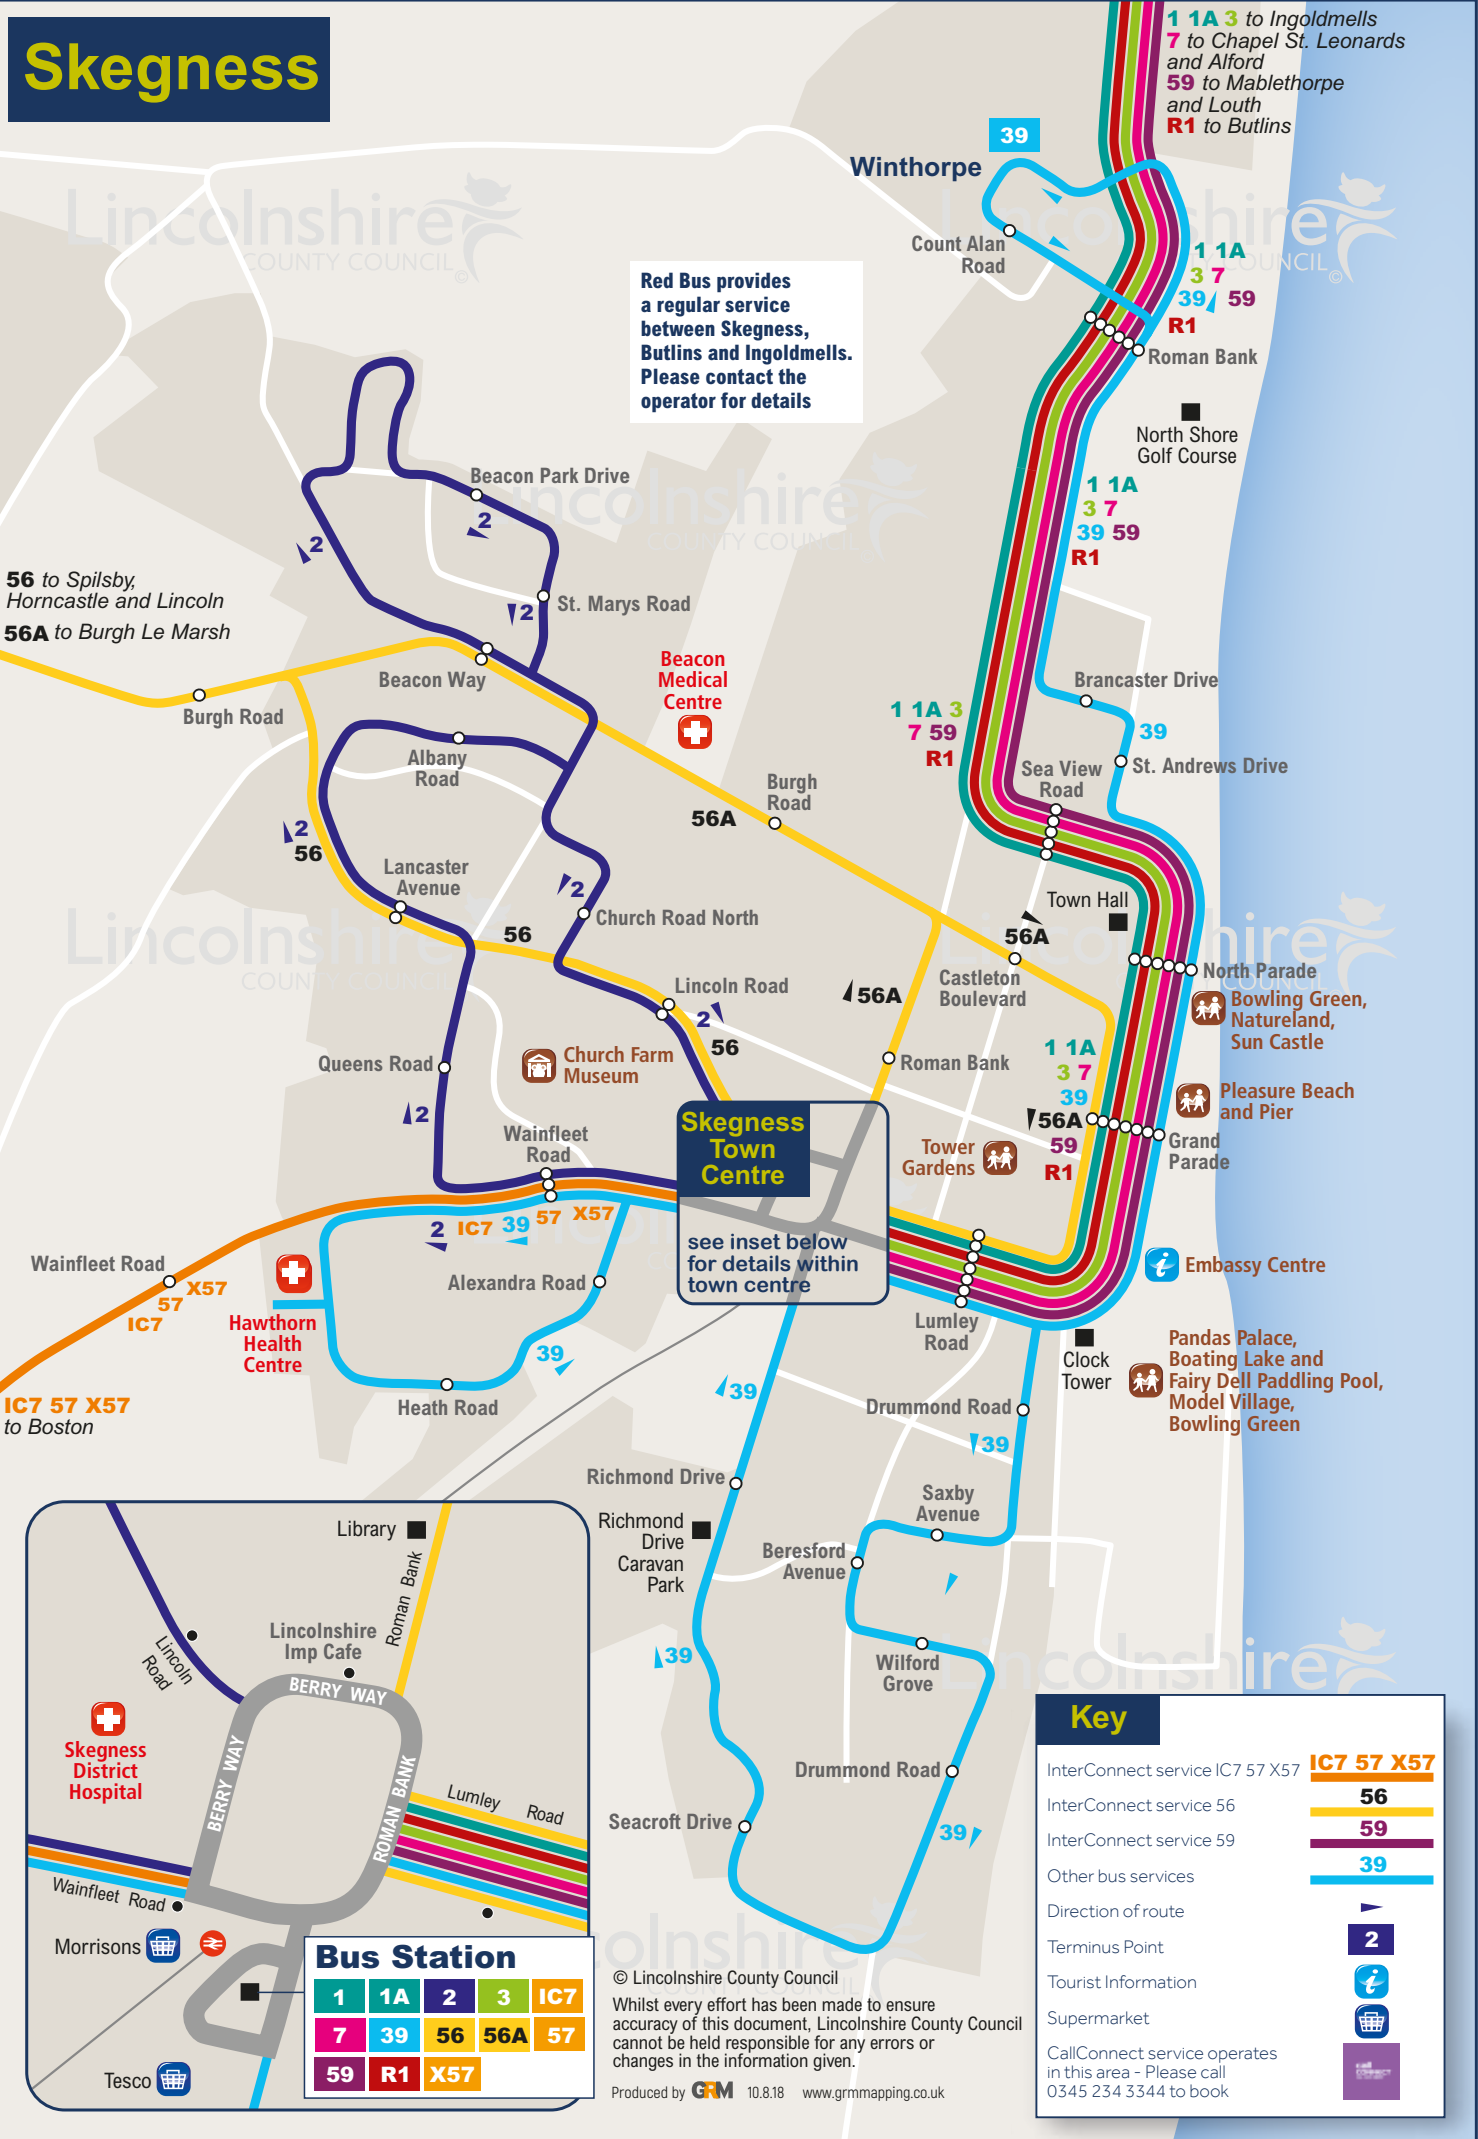 Skegness
1 1A 3 to Ingoldmells
7 to Chapel St. Leonards
and Alford
59 to Mablethorpe
and Louth
R1 to Butlins
39
Winthorpe
Lincolnshire
COUNTY COUNCIL ©
Count Alan
Road
1 1A
3 7
39 59
R1
Roman Bank
Red Bus provides
a regular service
between Skegness,
Butlins and Ingoldmells.
Please contact the
operator for details
North Shore
Golf Course
Beacon Park Drive
2
2
Lincolnshire
COUNTY COUNCIL ©
1 1A
3 7
39 59
R1
56 to Spilsby,
Horncastle and Lincoln
56A to Burgh Le Marsh
2
St. Marys Road
Beacon Way
Burgh Road
Beacon
Medical
Centre
Brancaster Drive
1 1A 3
7 59
R1
39
St. Andrews Drive
Sea View
Road
Albany
Road
Burgh
Road
56A
2
56
Lancaster
Avenue
2
Church Road North
Town Hall
56
56A
Lincolnshire
COUNTY COUNCIL
North Parade
Castleton
Boulevard
Lincoln Road
56A
2
56
Bowling Green,
Natureland,
Sun Castle
Queens Road
Church Farm
Museum
Roman Bank
1 1A
3 7
39
56A
59
R1
Pleasure Beach
and Pier
Grand
Parade
2
Wainfleet
Road
Skegness
Town
Centre
Tower
Gardens
2 IC7 39 57 X57
see inset below
for details within
town centre
Wainfleet Road
X57
57
IC7
Hawthorn
Health
Centre
Alexandra Road
Embassy Centre
Lumley
Road
Clock
Tower
Pandas Palace,
Boating Lake and
Fairy Dell Paddling Pool,
Model Village,
Bowling Green
39
39
IC7 57 X57
to Boston
Heath Road
Drummond Road
39
Richmond Drive
Saxby
Avenue
Richmond
Drive
Caravan
Park
Beresford
Avenue
39
Wilford
Grove
Lincolnshire
Drummond Road
Seacroft Drive
39
Library
Roman Bank
Lincoln
Road
Lincolnshire
Imp Cafe
BERRY WAY
BERRY WAY
ROMAN BANK
Skegness
District
Hospital
Lumley Road
Wainfleet Road
Morrisons
Tesco
Bus Station
1 1A 2 3 IC7
7 39 56 56A 57
59 R1 X57
© Lincolnshire County Council
Whilst every effort has been made to ensure
accuracy of this document, Lincolnshire County Council
cannot be held responsible for any errors or
changes in the information given.
Produced by GRM 10.8.18 www.grmmapping.co.uk
Key
InterConnect service IC7 57 X57 IC7 57 X57
InterConnect service 56 56
InterConnect service 59 59
Other bus services 39
Direction of route
Terminus Point 2
Tourist Information
Supermarket
CallConnect service operates
in this area - Please call
0345 234 3344 to book